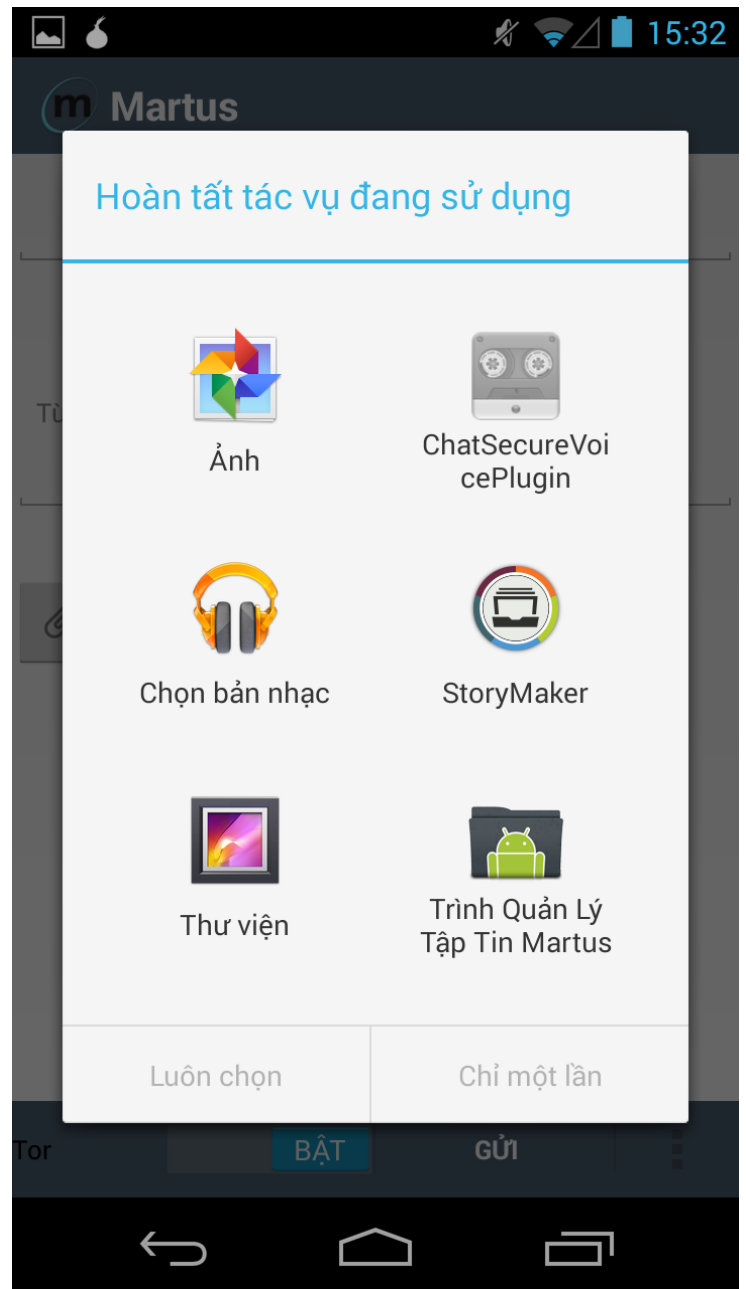 15:32
Martus
Hoàn tất tác vụ đang sử dụng
Từ
Ảnh
ChatSecureVoi
cePlugin
Chọn bản nhạc
StoryMaker
Thư viện
Trình Quản Lý
Tập Tin Martus
Luôn chọn
Chỉ một lần
Tor
BẬT
GỬI